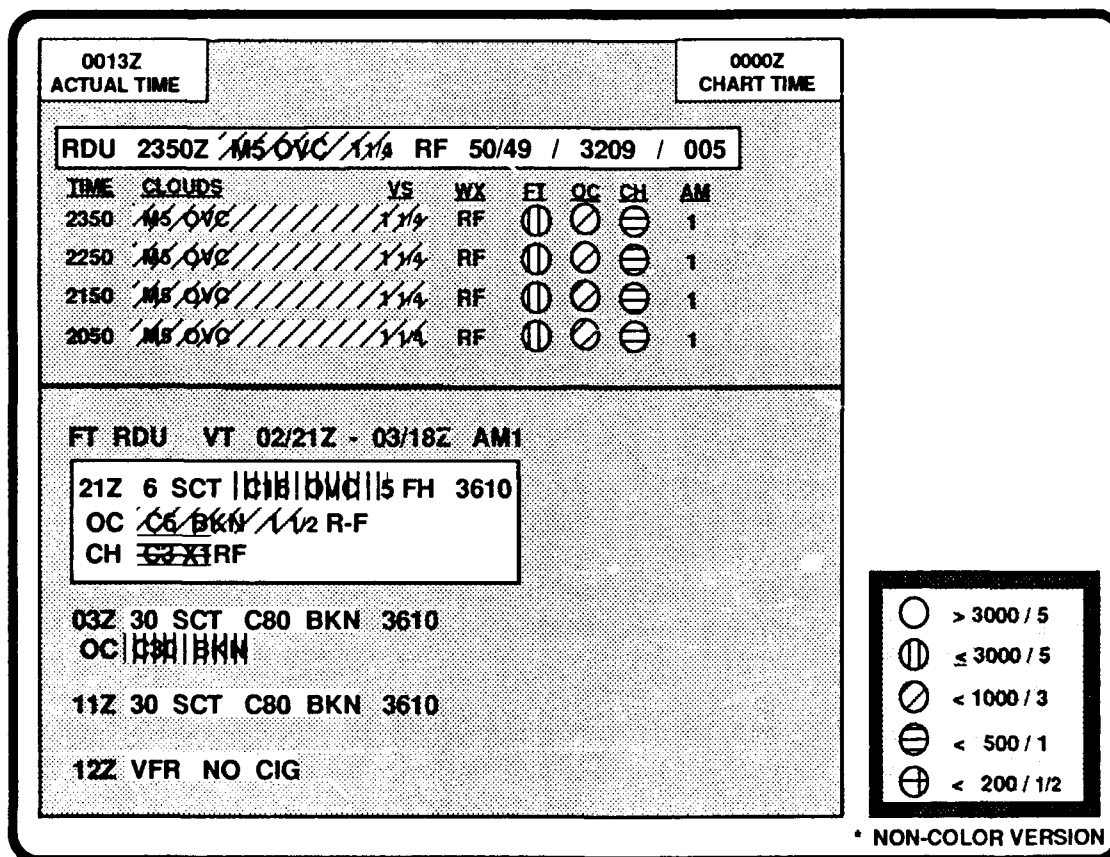 0013Z
ACTUAL TIME
0000Z
CHART TIME
RDU 2350Z M5 OVC 1 1/4 RF 50/49 / 3209 / 005
TIME CLOUDS VS WX FT OC CH AM
2350 M5 OVC 1 1/4 RF 1
2250 M5 OVC 1 1/4 RF 1
2150 M5 OVC 1 1/4 RF 1
2050 M5 OVC 1 1/4 RF 1
FT RDU VT 02/21Z - 03/18Z AM1
21Z 6 SCT OVC 5 FH 3610
OC C5 BKN 1 1/2 R-F
CH C3 X1 RF
03Z 30 SCT C80 BKN 3610
OC C30 BKN
11Z 30 SCT C80 BKN 3610
12Z VFR NO CIG
> 3000 / 5
≤ 3000 / 5
< 1000 / 3
< 500 / 1
< 200 / 1/2
* NON-COLOR VERSION